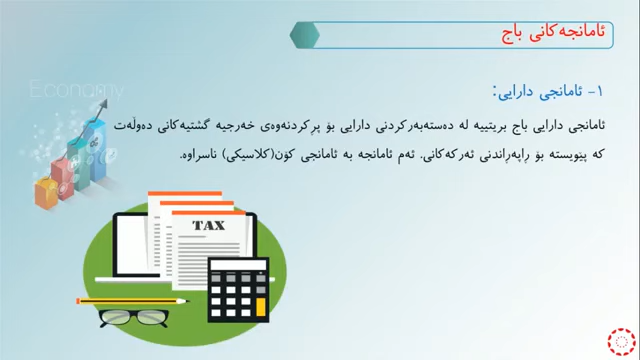 ئامانجەکانی باج
١- ئامانجی دارایی:
ئامانجی دارایی باج بریتییە لە دەستەبەرکردنی دارایی بۆ پڕکردنەوەی خەرجیە گشتیەکانی دەوڵەت
کە پێویستە بۆ ڕاپەڕاندنی ئەرکەکانی. ئەم ئامانجە بە ئامانجی کۆن(کلاسیکی) ناسراوە.
Economy
TAX